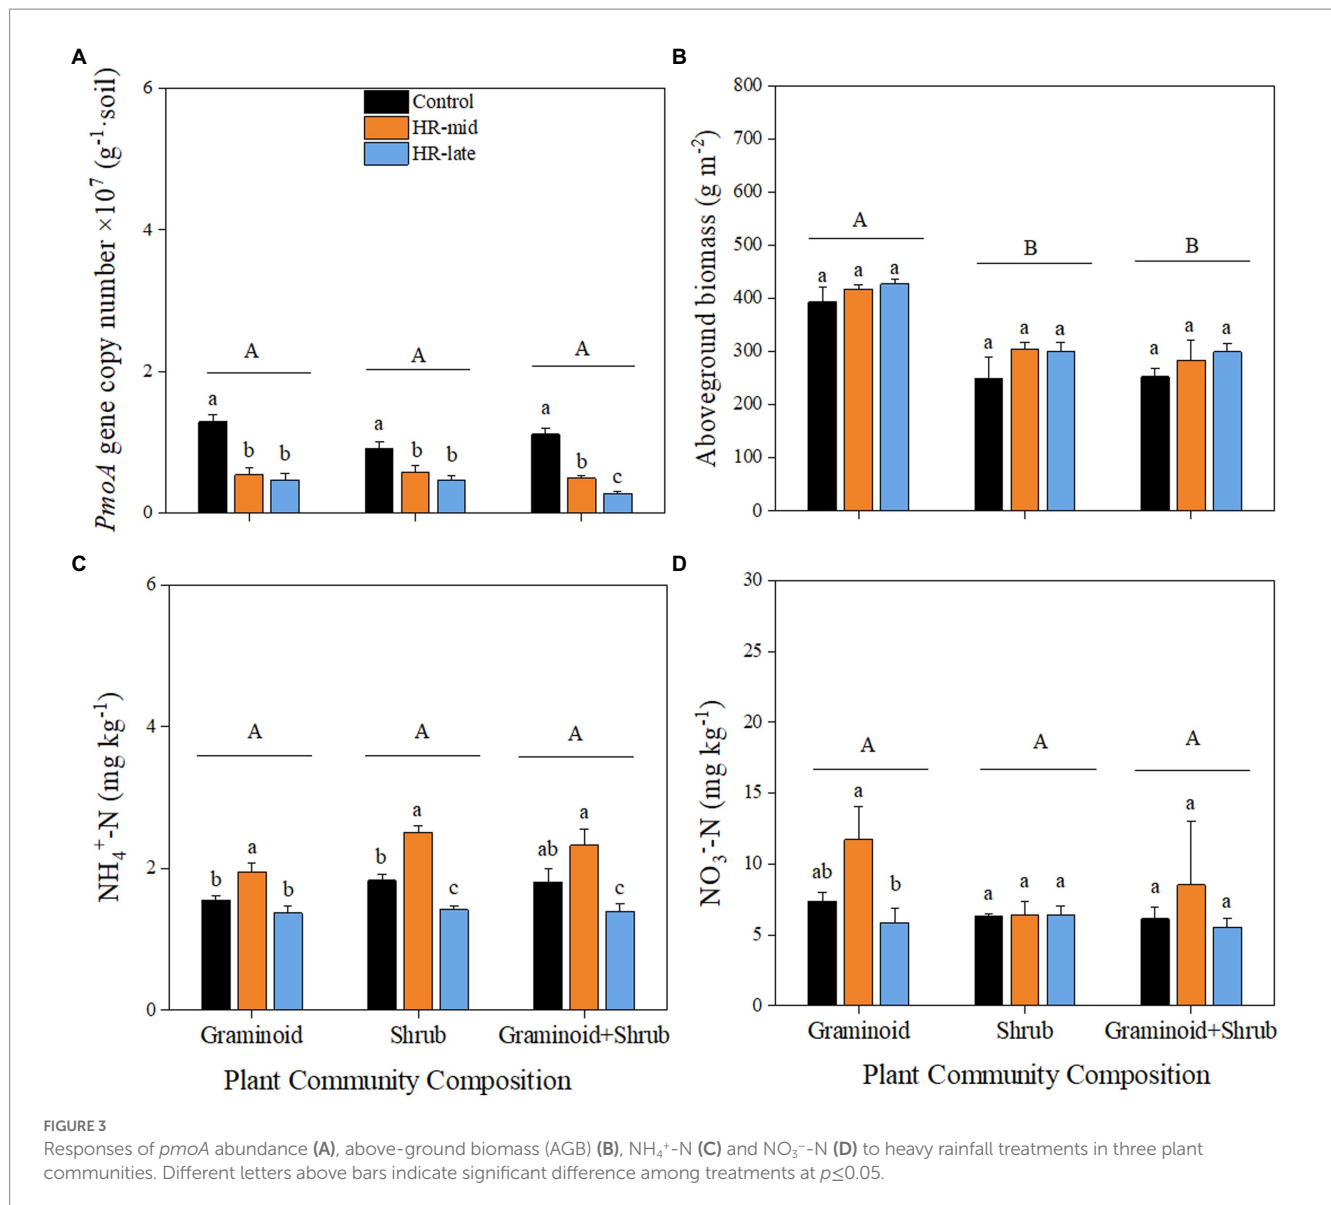 A
PmoA gene copy number ×10⁷ (g⁻¹·soil)
6
4
2
0
Control
HR-mid
HR-late
A
A
A
a
b
b
a
b
b
a
b
c
B
Aboveground biomass (g m⁻²)
800
700
600
500
400
300
200
100
0
A
B
B
a
a
a
a
a
a
a
a
a
C
NH₄⁺-N (mg kg⁻¹)
6
4
2
0
A
A
A
b
a
b
b
a
c
ab
a
c
Graminoid Shrub Graminoid+Shrub
Plant Community Composition
D
NO₃⁻-N (mg kg⁻¹)
30
25
20
15
10
5
0
A
A
A
ab
a
b
a
a
a
a
a
a
Graminoid Shrub Graminoid+Shrub
Plant Community Composition
FIGURE 3
Responses of pmoA abundance (A), above-ground biomass (AGB) (B), NH₄⁺-N (C) and NO₃⁻-N (D) to heavy rainfall treatments in three plant
communities. Different letters above bars indicate significant difference among treatments at p≤0.05.